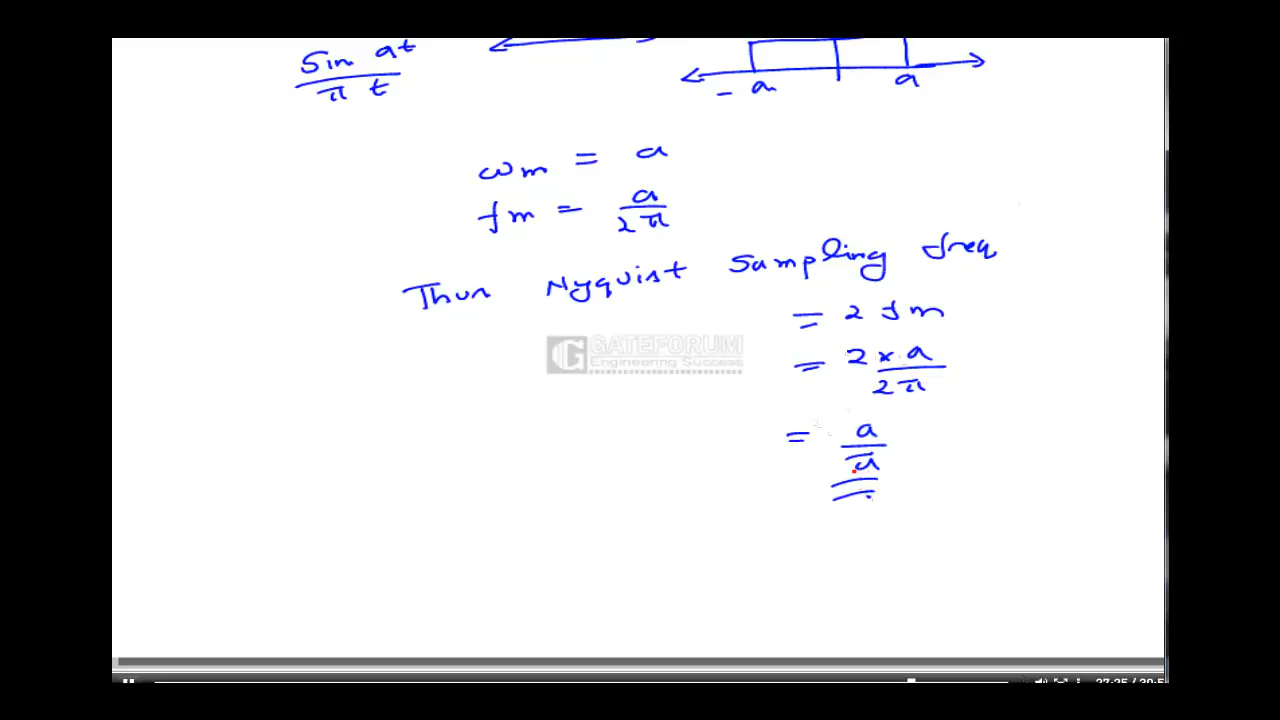 Sin at
π t
- a a
ωm = a
fm = a
2π
Thus Nyquist Sampling freq
= 2 fm
= 2 × a
2π
= a
π
GATEFORUM
Engineering Success